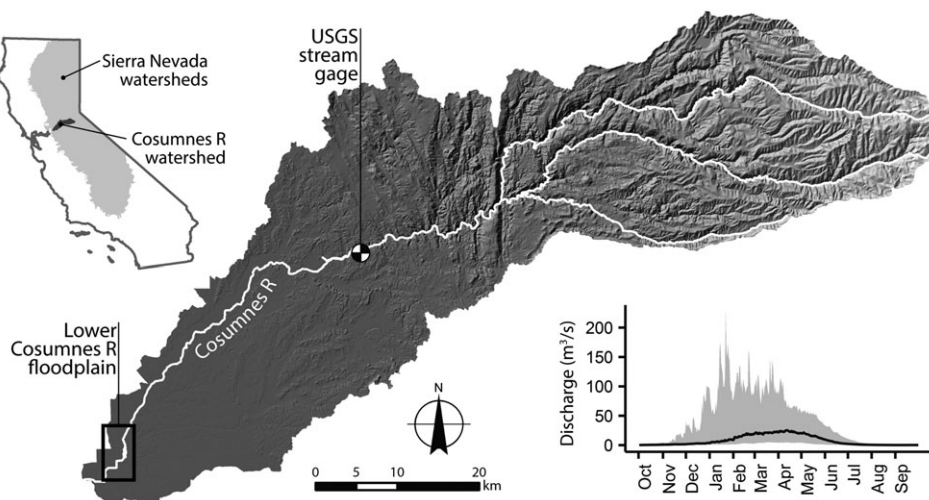 Sierra Nevada
watersheds
Cosumnes R
watershed
USGS
stream
gage
Cosumnes R
Lower
Cosumnes R
floodplain
N
0 5 10 20
km
Discharge (m³/s)
200
150
100
50
0
Oct Nov Dec Jan Feb Mar Apr May Jun Jul Aug Sep